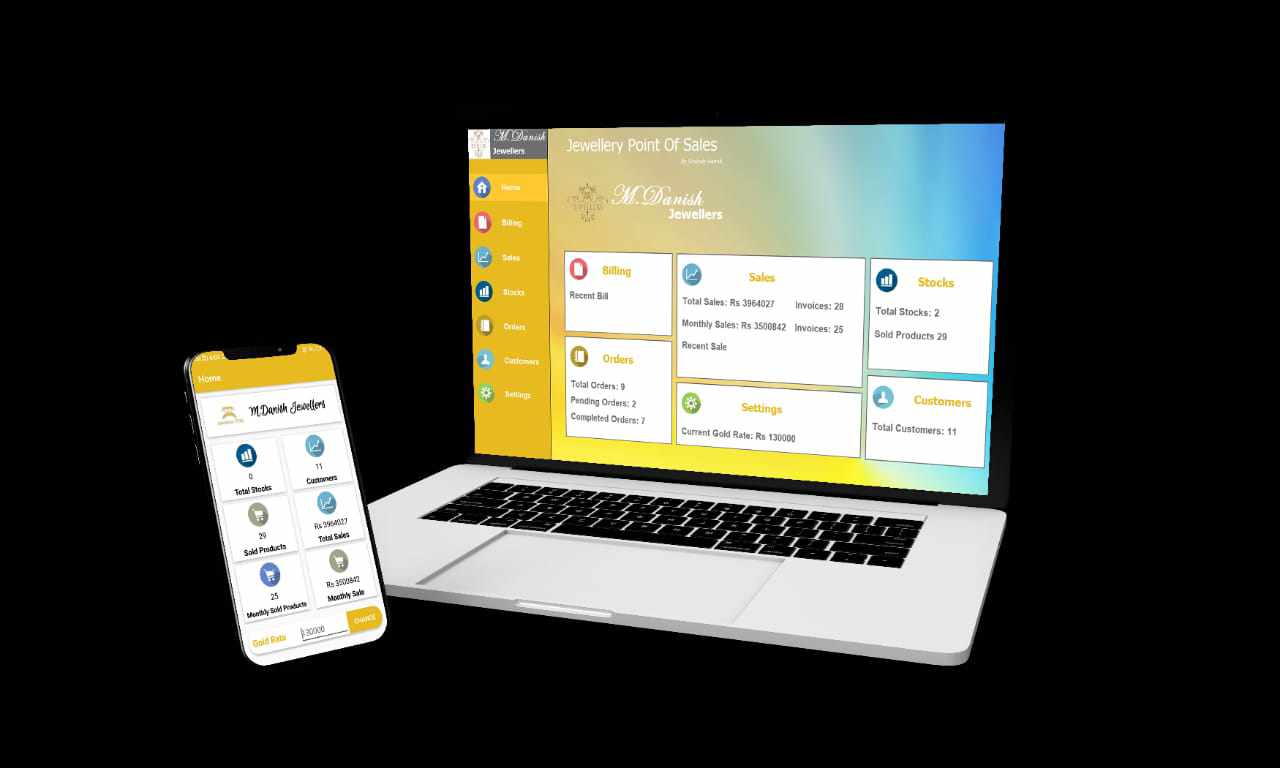 M.Danish
Jewellers
Home
Billing
Sales
Stocks
Orders
Customers
Settings
Jewellery Point Of Sales
M.Danish
Jewellers
Billing
Recent Bill
Sales
Total Sales: Rs 3964027 Invoices: 28
Monthly Sales: Rs 3500842 Invoices: 25
Recent Sale
Stocks
Total Stocks: 2
Sold Products 29
Orders
Total Orders: 9
Pending Orders: 2
Completed Orders: 7
Settings
Current Gold Rate: Rs 130000
Customers
Total Customers: 11
Home
M.Danish Jewellers
0
Total Stocks
11
Customers
29
Sold Products
Rs 3964027
Total Sales
25
Monthly Sold Products
Rs 3500842
Monthly Sale
Gold Rate 130000 CHANGE